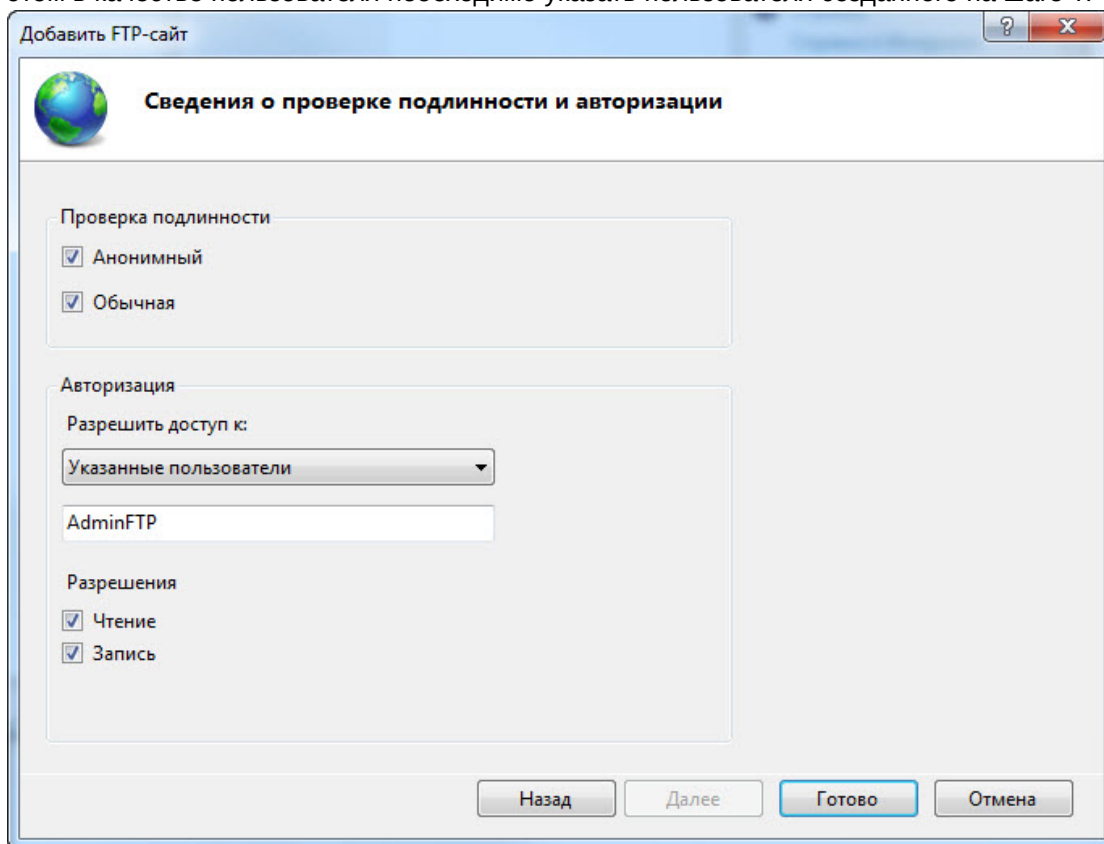 Добавить FTP-сайт
Сведения о проверке подлинности и авторизации
Проверка подлинности
Анонимный
Обычная
Авторизация
Разрешить доступ к:
Указанные пользователи
AdminFTP
Разрешения
Чтение
Запись
Назад Далее Готово Отмена